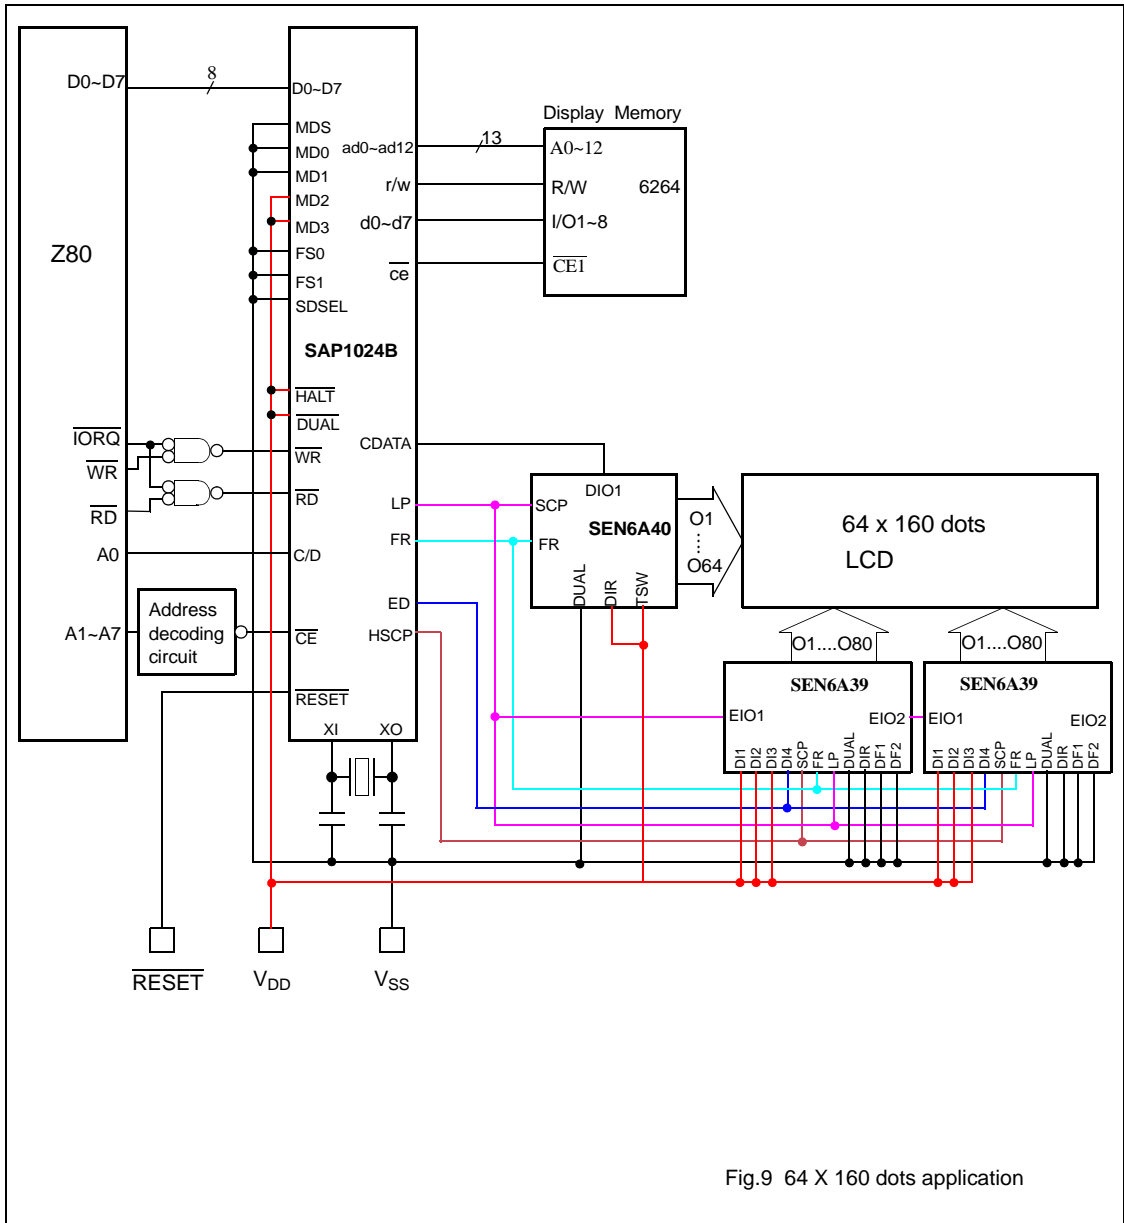 Z80
D0~D7
IORQ
WR
RD
A0
A1~A7
8
Address
decoding
circuit
SAP1024B
D0~D7
MDS
MD0
MD1
MD2
MD3
FS0
FS1
SDSEL
HALT
DUAL
WR
RD
C/D
CE
RESET
XI
XO
ad0~ad12
r/w
d0~d7
ce
CDATA
LP
FR
ED
HSCP
13
Display Memory
A0~12
R/W
6264
I/O1~8
CE1
DIO1
SCP
SEN6A40
FR
DUAL
DIR
TSW
O1
....
O64
64 x 160 dots
LCD
O1....O80
O1....O80
SEN6A39
EIO1
EIO2
DI1
DI2
DI3
DI4
SCP
FR
LP
DUAL
DIR
DF1
DF2
SEN6A39
EIO1
EIO2
DI1
DI2
DI3
DI4
SCP
FR
LP
DUAL
DIR
DF1
DF2
RESET
VDD
VSS
Fig.9 64 X 160 dots application